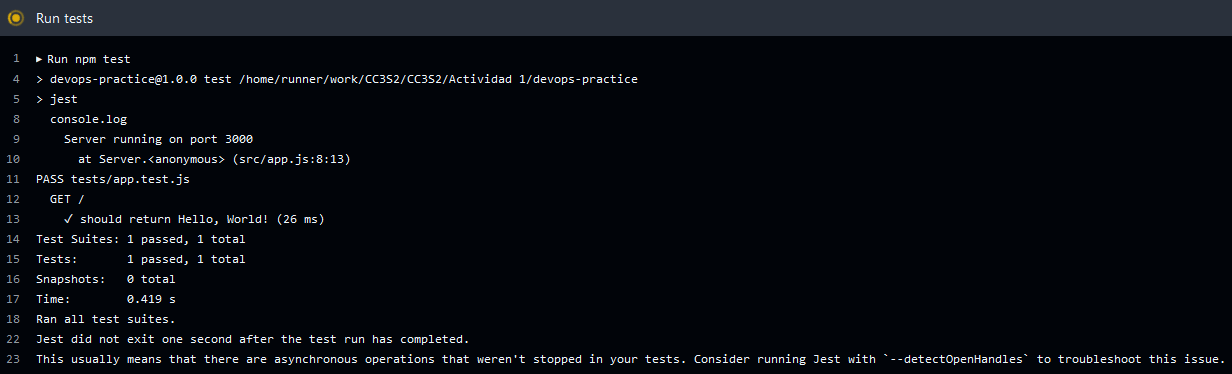 Run tests
1 ▸ Run npm test
4 > devops-practice@1.0.0 test /home/runner/work/CC3S2/CC3S2/Actividad 1/devops-practice
5 > jest
8 console.log
9 Server running on port 3000
10 at Server.<anonymous> (src/app.js:8:13)
11 PASS tests/app.test.js
12 GET /
13 ✓ should return Hello, World! (26 ms)
14 Test Suites: 1 passed, 1 total
15 Tests: 1 passed, 1 total
16 Snapshots: 0 total
17 Time: 0.419 s
18 Ran all test suites.
22 Jest did not exit one second after the test run has completed.
23 This usually means that there are asynchronous operations that weren't stopped in your tests. Consider running Jest with `--detectOpenHandles` to troubleshoot this issue.